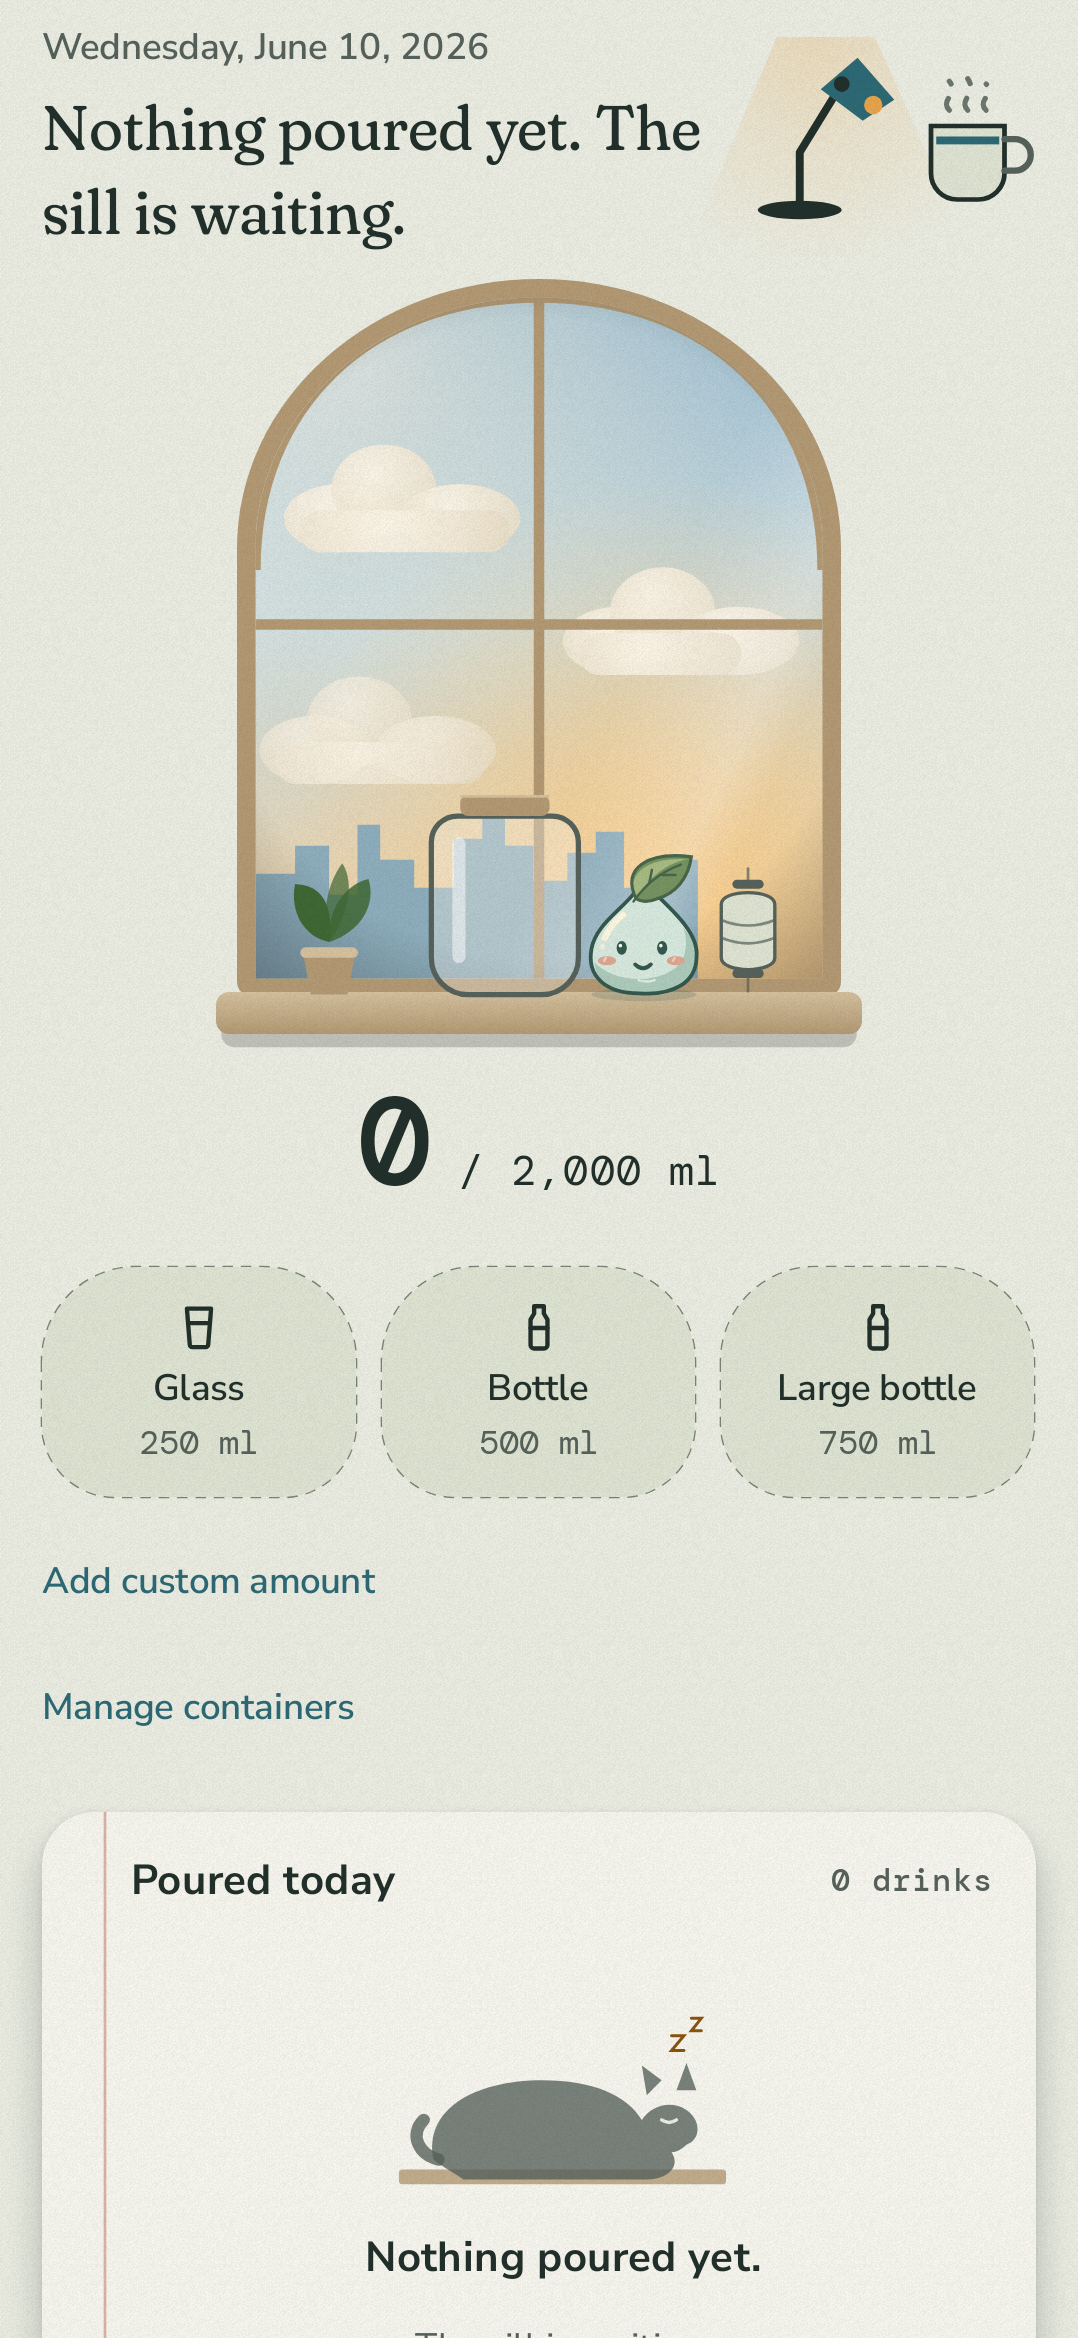 Wednesday, June 10, 2026
Nothing poured yet. The
sill is waiting.
0 / 2,000 ml
Glass
250 ml
Bottle
500 ml
Large bottle
750 ml
Add custom amount
Manage containers
Poured today
0 drinks
z z
Nothing poured yet.